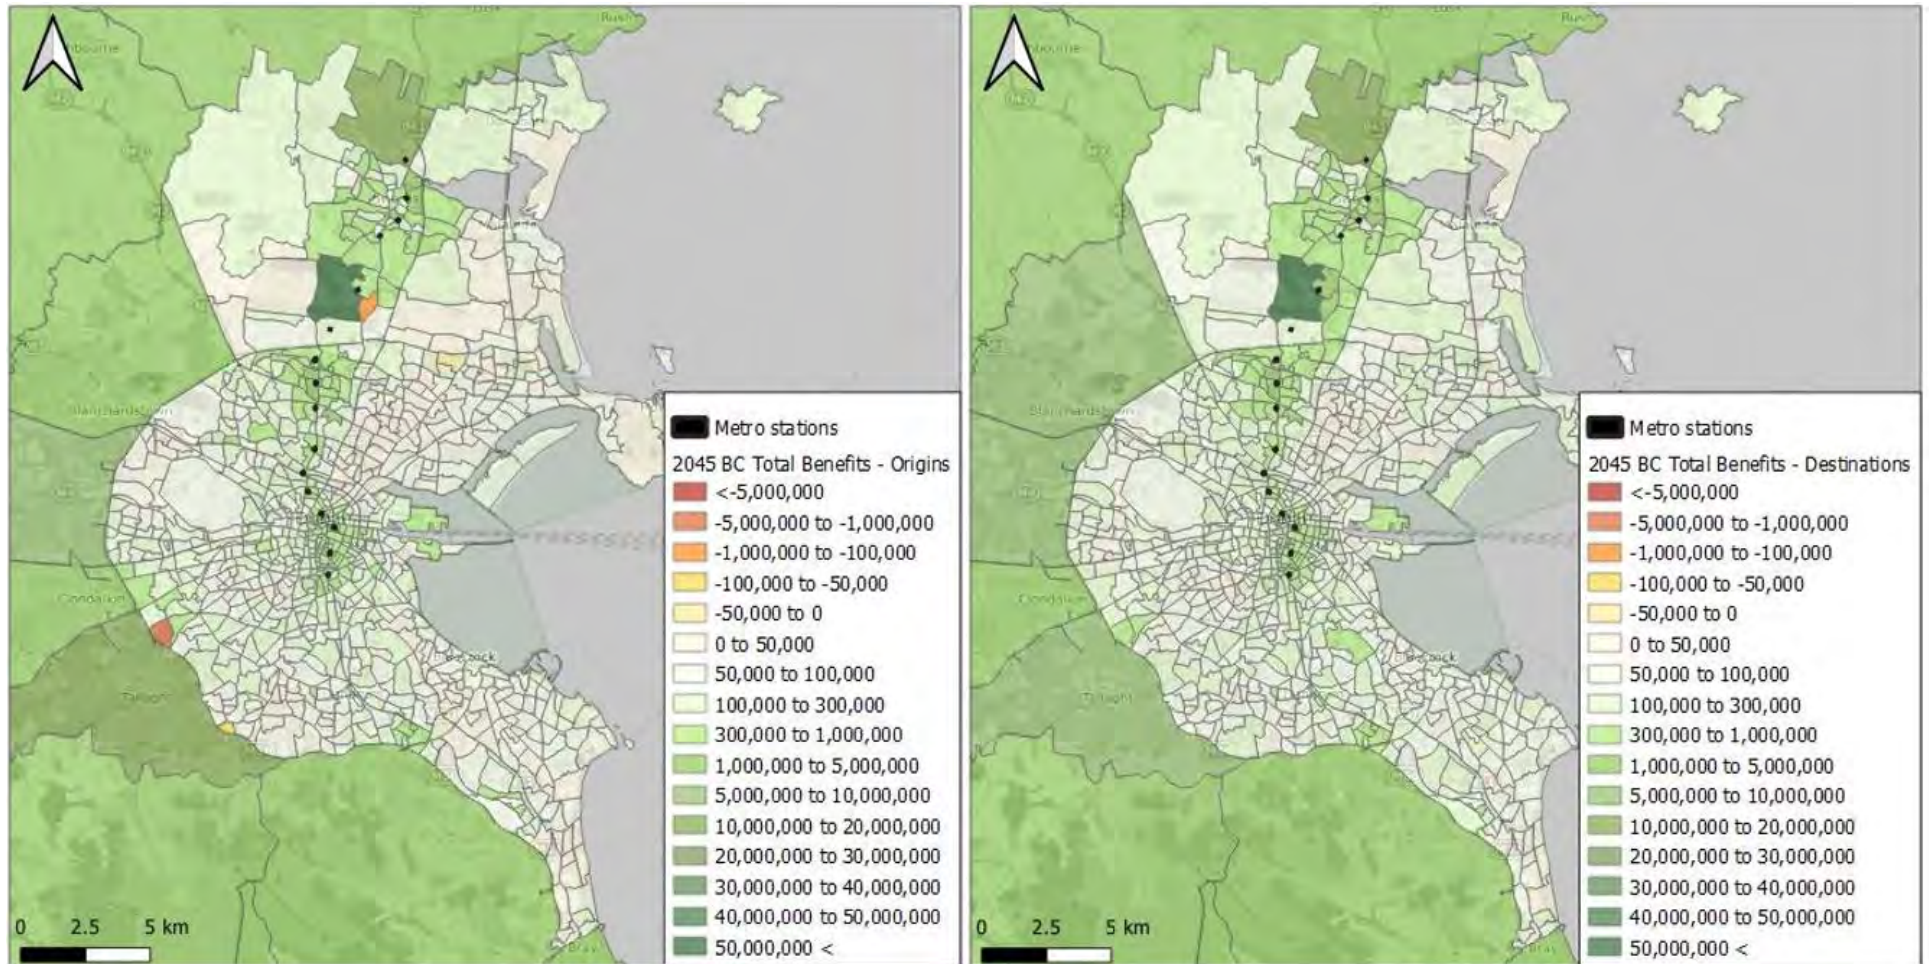 Rush
Metro stations
2045 BC Total Benefits - Origins
<-5,000,000
-5,000,000 to -1,000,000
-1,000,000 to -100,000
-100,000 to -50,000
-50,000 to 0
0 to 50,000
50,000 to 100,000
100,000 to 300,000
300,000 to 1,000,000
1,000,000 to 5,000,000
5,000,000 to 10,000,000
10,000,000 to 20,000,000
20,000,000 to 30,000,000
30,000,000 to 40,000,000
40,000,000 to 50,000,000
50,000,000 <
Blanchardstown
Clondalkin
Tallaght
Bray
0 2.5 5 km
Rush
Metro stations
2045 BC Total Benefits - Destinations
<-5,000,000
-5,000,000 to -1,000,000
-1,000,000 to -100,000
-100,000 to -50,000
-50,000 to 0
0 to 50,000
50,000 to 100,000
100,000 to 300,000
300,000 to 1,000,000
1,000,000 to 5,000,000
5,000,000 to 10,000,000
10,000,000 to 20,000,000
20,000,000 to 30,000,000
30,000,000 to 40,000,000
40,000,000 to 50,000,000
50,000,000 <
Blanchardstown
Clondalkin
Tallaght
Bray
0 2.5 5 km